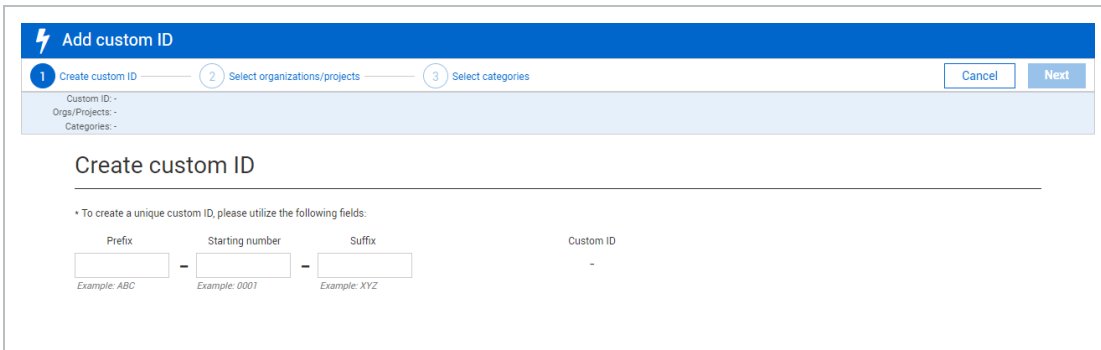 Add custom ID
1 Create custom ID 2 Select organizations/projects 3 Select categories Cancel Next
Custom ID: -
Orgs/Projects: -
Categories: -
Create custom ID
* To create a unique custom ID, please utilize the following fields:
Prefix Starting number Suffix Custom ID
– – -
Example: ABC Example: 0001 Example: XYZ